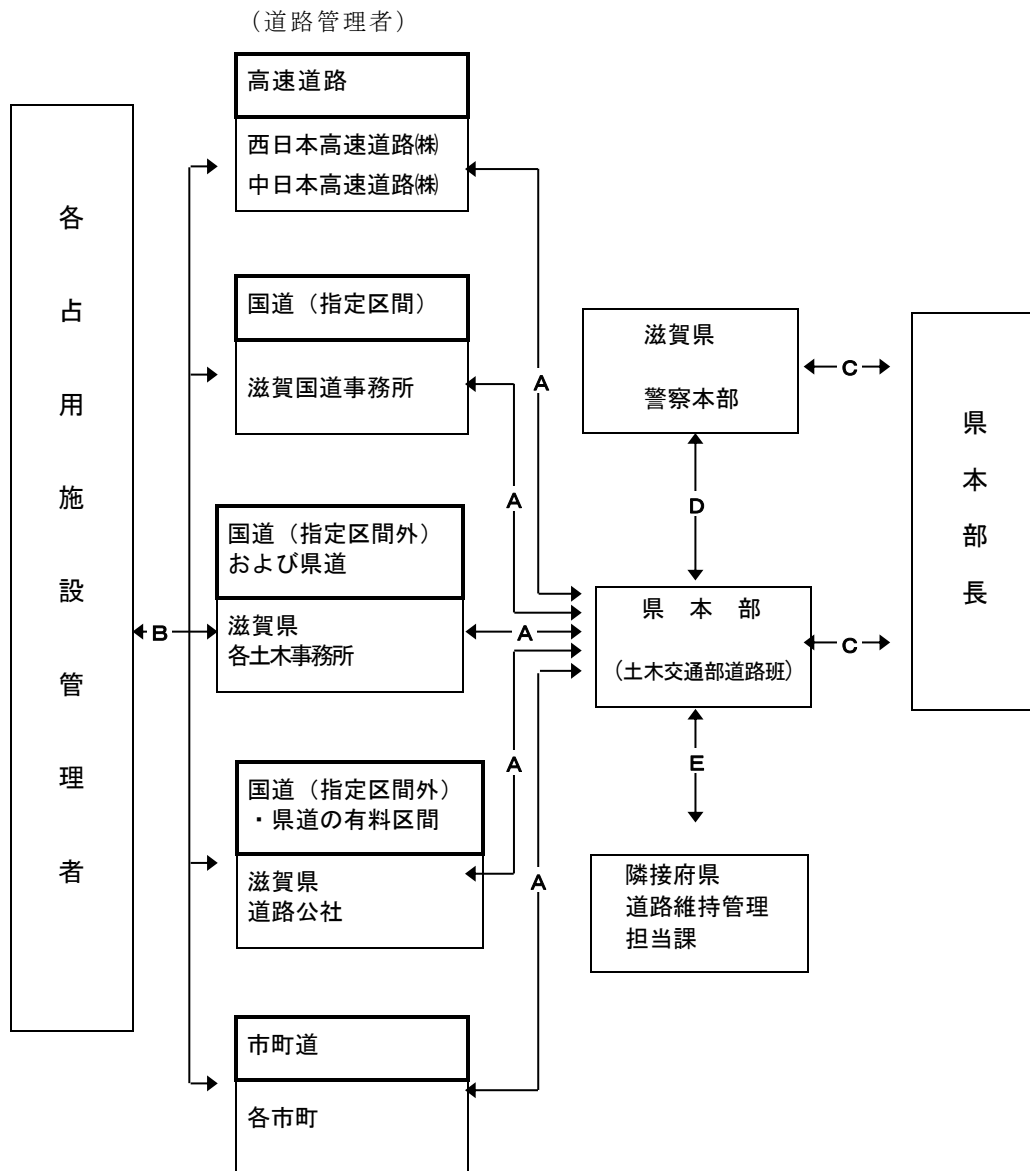 （道路管理者）
各占用施設管理者
高速道路
西日本高速道路㈱
中日本高速道路㈱
国道（指定区間）
滋賀国道事務所
国道（指定区間外）
および県道
滋賀県
各土木事務所
国道（指定区間外）
・県道の有料区間
滋賀県
道路公社
市町道
各市町
B
A
A
A
A
A
滋賀県
警察本部
D
県本部
（土木交通部道路班）
E
隣接府県
道路維持管理
担当課
C
C
県本部長